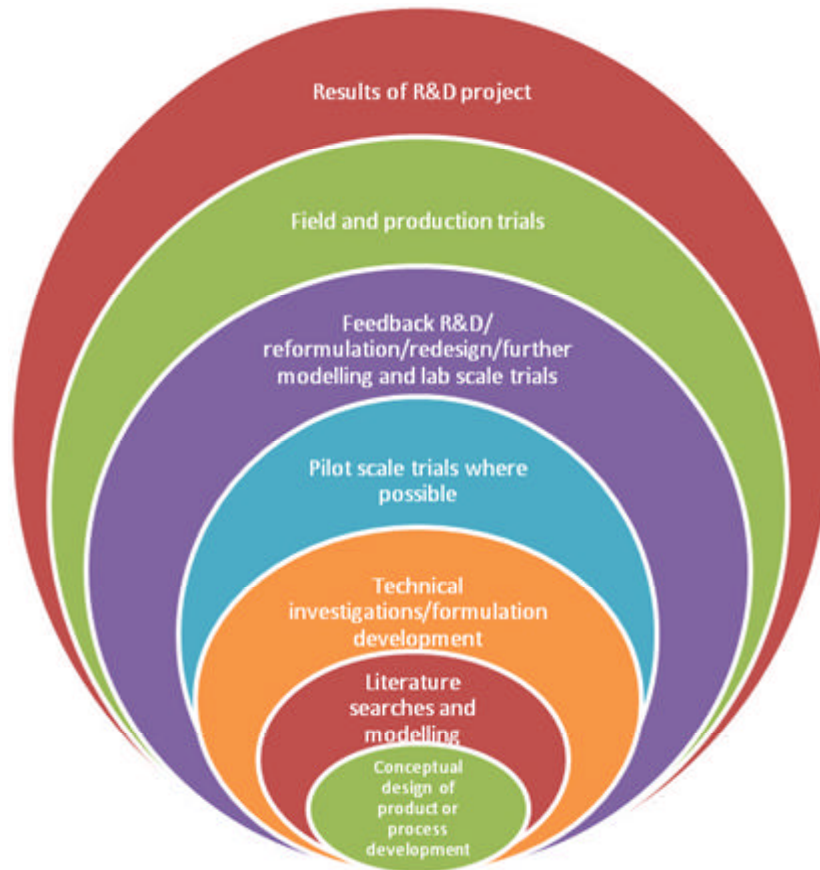 Results of R&D project
Field and production trials
Feedback R&D/
reformulation/redesign/further
modelling and lab scale trials
Pilot scale trials where
possible
Technical
investigations/formulation
development
Literature
searches and
modelling
Conceptual
design of
product or
process
development